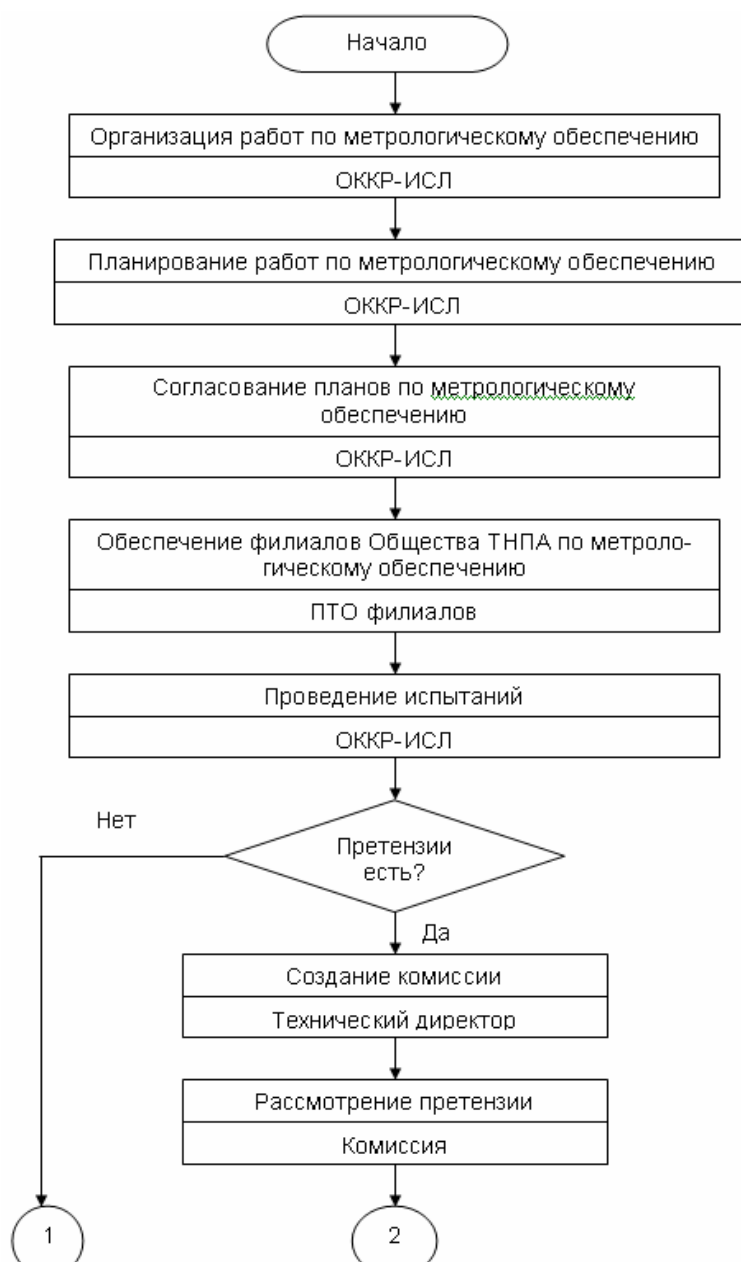 Начало
Организация работ по метрологическому обеспечению
ОККР-ИСЛ
Планирование работ по метрологическому обеспечению
ОККР-ИСЛ
Согласование планов по метрологическому
обеспечению
ОККР-ИСЛ
Обеспечение филиалов Общества ТНПА по метроло-
гическому обеспечению
ПТО филиалов
Проведение испытаний
ОККР-ИСЛ
Нет
Претензии
есть?
Да
Создание комиссии
Технический директор
Рассмотрение претензии
Комиссия
1
2